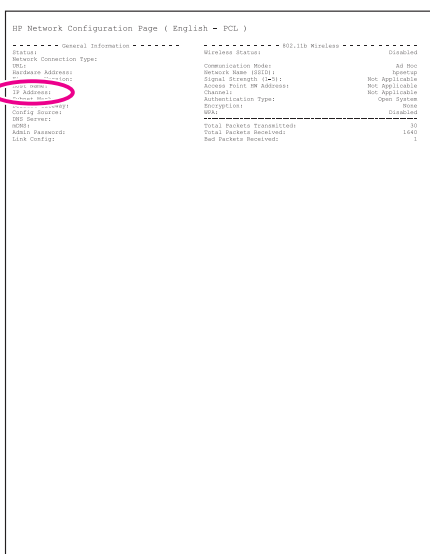 HP Network Configuration Page ( English - PCL )
- - - - - - - - General Information - - - - - - - -
Status:
Network Connection Type:
URL:
Hardware Address:
Version:
Host Name:
IP Address:
Config Source:
DNS Server:
mDNS:
Admin Password:
Link Config:
- - - - - - - - - - - - 802.11b Wireless - - - - - - - - - - - -
Wireless Status: Disabled
Communication Mode: Ad Hoc
Network Name (SSID): hpsetup
Signal Strength (1-5): Not Applicable
Access Point HW Address: Not Applicable
Channel: Not Applicable
Authentication Type: Open System
Encryption: None
WPA: Disabled
Total Packets Transmitted: 30
Total Packets Received: 1640
Bad Packets Received: 1